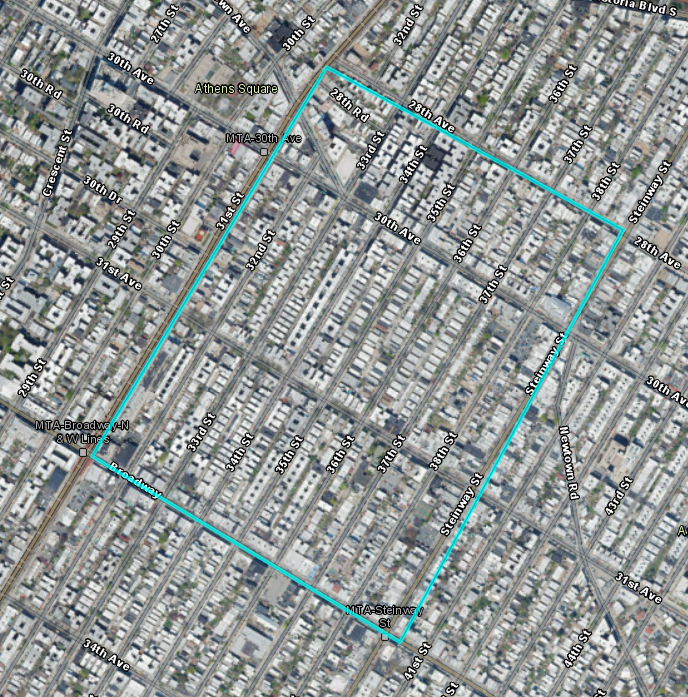 27th St
30th St
32nd St
30th Ave
30th Rd
Athens Square
36th St
30th Rd
28th Rd
28th Ave
MTA-30th Ave
33rd St
37th St
Crescent St
34th St
38th St
Steinway St
30th Dr
35th St
31st St
29th St
30th St
32nd St
30th Ave
36th St
28th Ave
31st Ave
37th St
29th St
Steinway St
30th Ave
MTA-Broadway-N
& W Lines
33rd St
34th St
35th St
36th St
37th St
38th St
Newtown Rd
Broadway
43rd St
Steinway St
31st Ave
MTA-Steinway
St
34th Ave
41st St
44th St